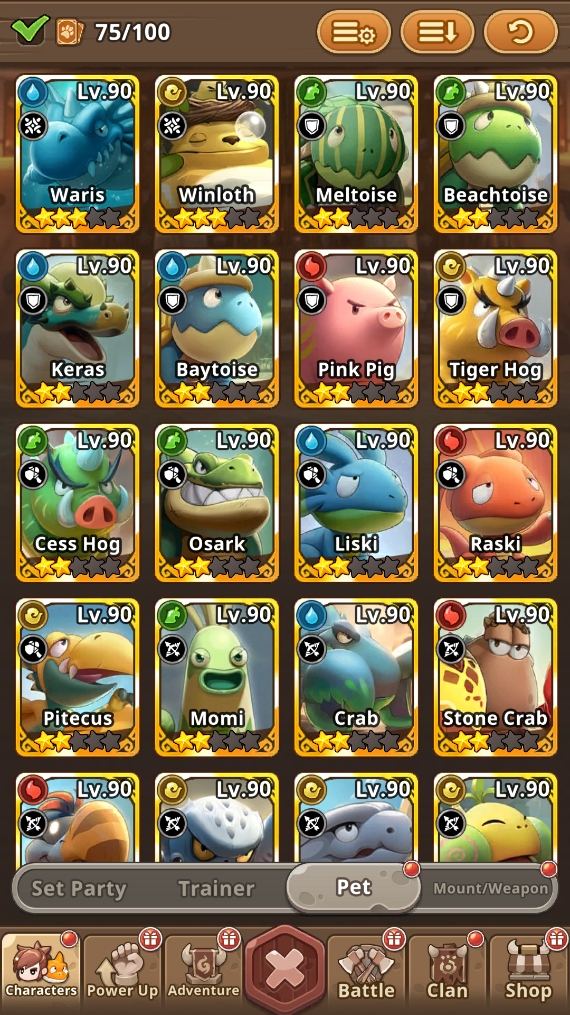 75/100
Lv.90 Lv.90 Lv.90 Lv.90
Waris Winloth Meltoise Beachtoise
Lv.90 Lv.90 Lv.90 Lv.90
Keras Baytoise Pink Pig Tiger Hog
Lv.90 Lv.90 Lv.90 Lv.90
Cess Hog Osark Liski Raski
Lv.90 Lv.90 Lv.90 Lv.90
Pitecus Momi Crab Stone Crab
Lv.90 Lv.90 Lv.90 Lv.90
Set Party Trainer Pet Mount/Weapon
Characters Power Up Adventure Battle Clan Shop